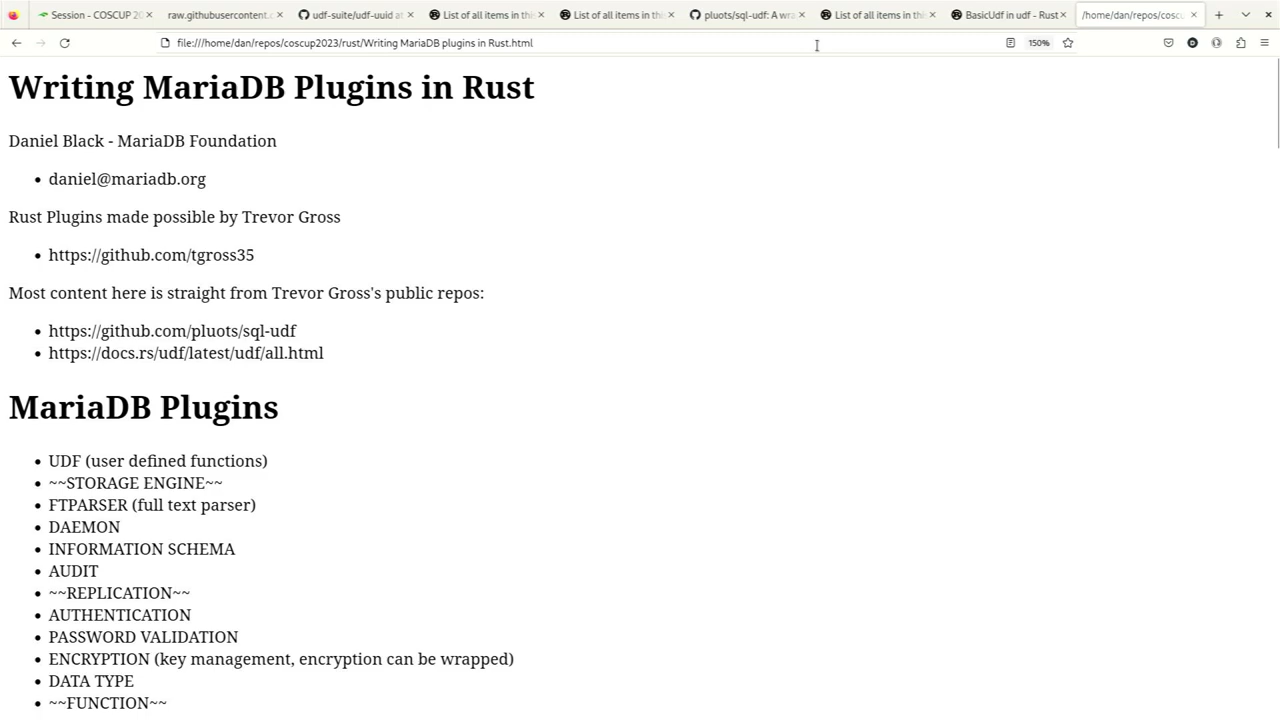 Session - COSCUP 20
raw.githubusercontent.c
udf-suite/udf-uuid at
List of all items in this
List of all items in this
pluots/sql-udf: A wra
List of all items in this
BasicUdf in udf - Rust
/home/dan/repos/cosc
file:///home/dan/repos/coscup2023/rust/Writing MariaDB plugins in Rust.html
150%
Writing MariaDB Plugins in Rust
Daniel Black - MariaDB Foundation
• daniel@mariadb.org
Rust Plugins made possible by Trevor Gross
• https://github.com/tgross35
Most content here is straight from Trevor Gross's public repos:
• https://github.com/pluots/sql-udf
• https://docs.rs/udf/latest/udf/all.html
MariaDB Plugins
• UDF (user defined functions)
• ~~STORAGE ENGINE~~
• FTPARSER (full text parser)
• DAEMON
• INFORMATION SCHEMA
• AUDIT
• ~~REPLICATION~~
• AUTHENTICATION
• PASSWORD VALIDATION
• ENCRYPTION (key management, encryption can be wrapped)
• DATA TYPE
• ~~FUNCTION~~